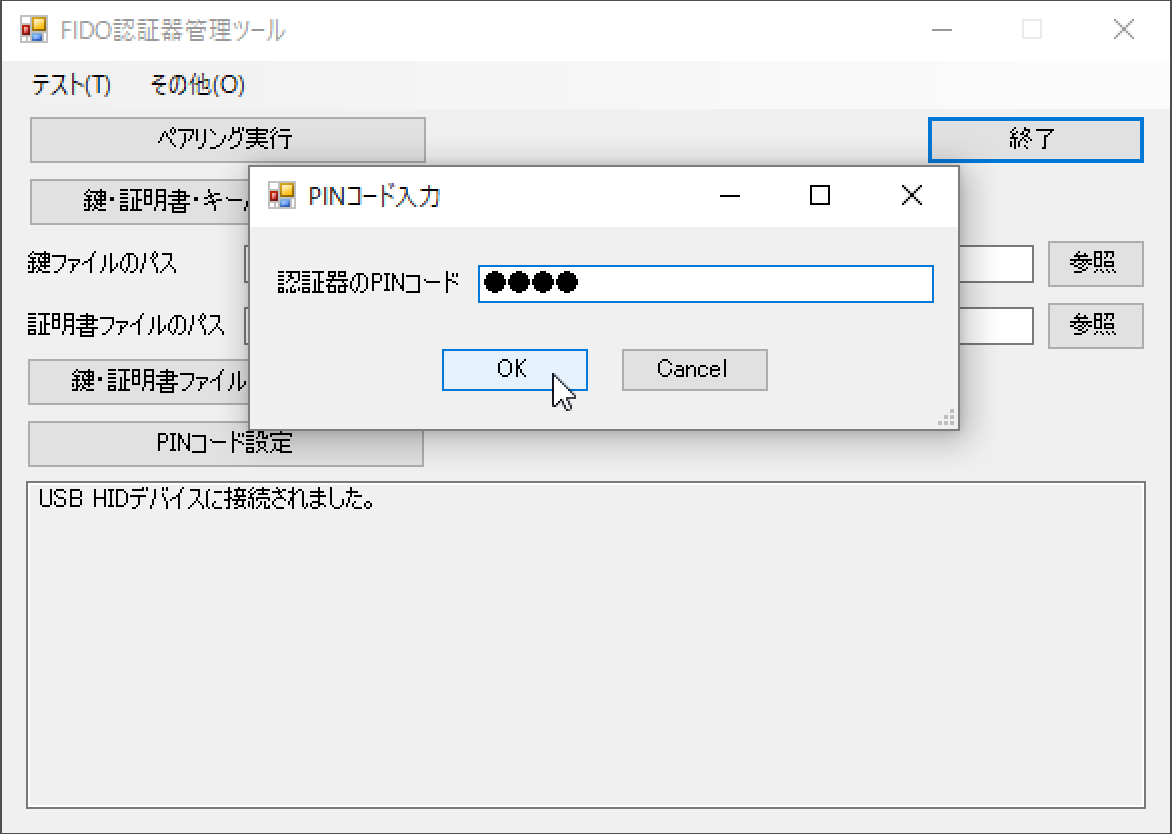 FIDO認証器管理ツール
テスト(T) その他(O)
ペアリング実行
終了
鍵・証明書・キー
PINコード入力
鍵ファイルのパス
参照
認証器のPINコード ●●●●
証明書ファイルのパス
参照
OK Cancel
鍵・証明書ファイル
PINコード設定
USB HIDデバイスに接続されました。